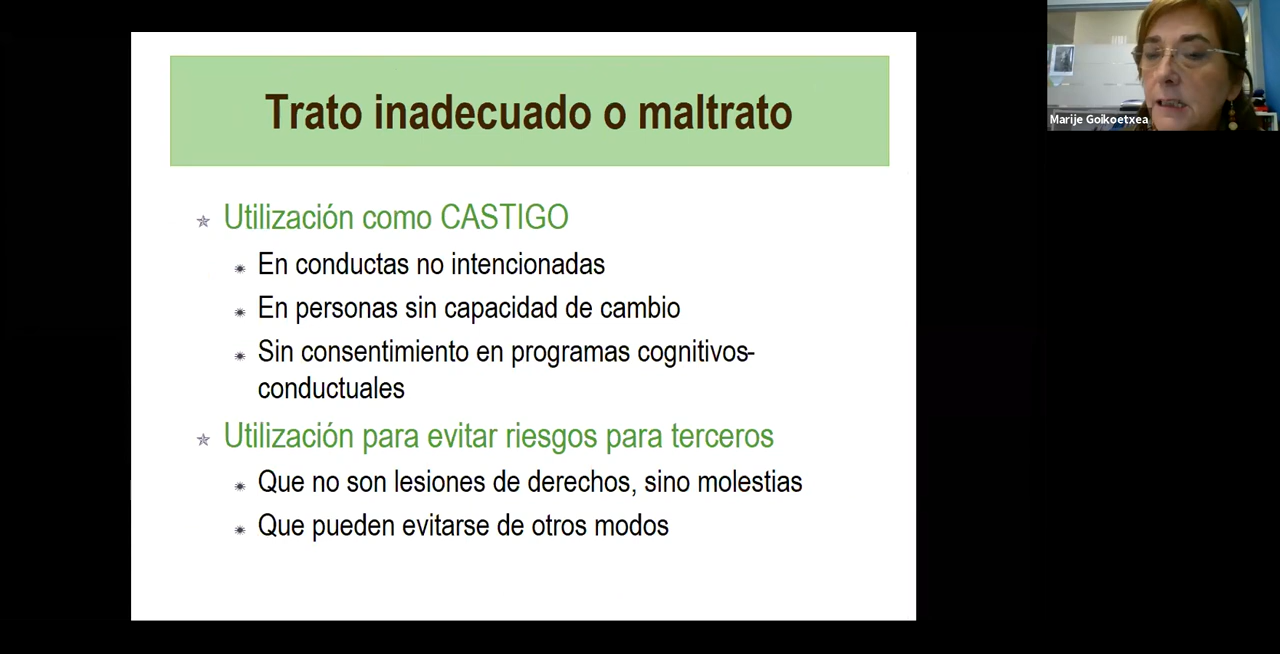 Trato inadecuado o maltrato
Utilización como CASTIGO
En conductas no intencionadas
En personas sin capacidad de cambio
Sin consentimiento en programas cognitivos-
conductuales
Utilización para evitar riesgos para terceros
Que no son lesiones de derechos, sino molestias
Que pueden evitarse de otros modos
Marije Goikoetxea